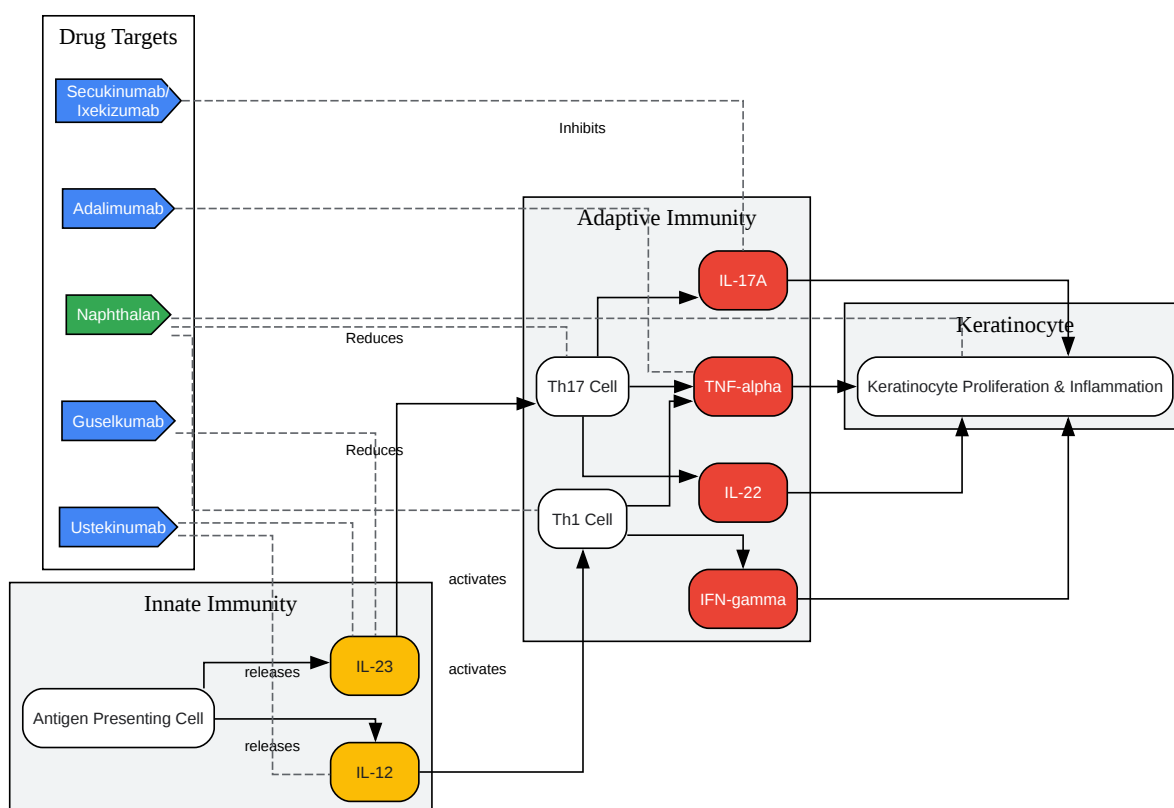 Drug Targets
Secukinumab/
Ixekizumab
Inhibits
Adalimumab
Adaptive Immunity
IL-17A
Naphthalan
Reduces
Keratinocyte
Th17 Cell
TNF-alpha
Keratinocyte Proliferation & Inflammation
Guselkumab
Reduces
IL-22
Th1 Cell
Ustekinumab
activates
IFN-gamma
Innate Immunity
IL-23
releases
activates
Antigen Presenting Cell
releases
IL-12